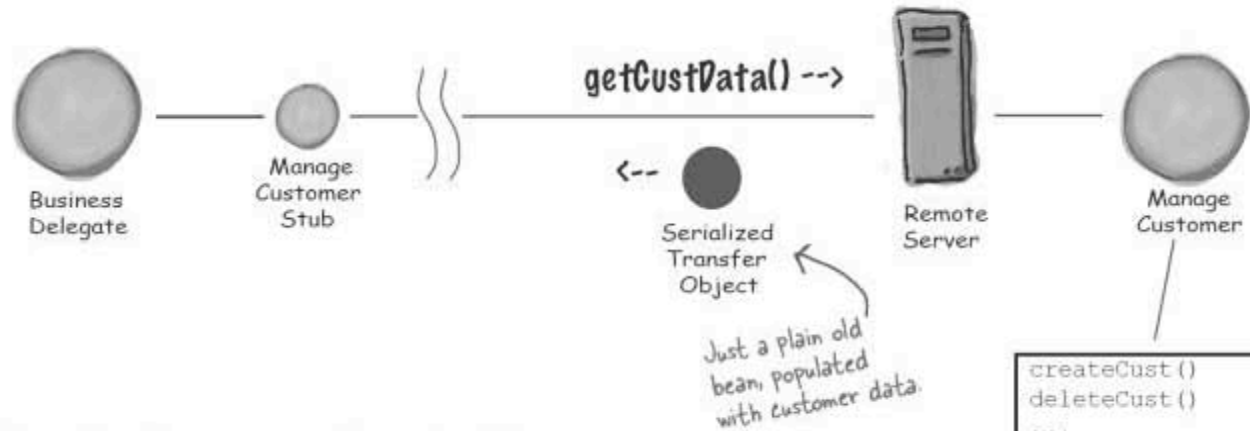 getCustData() -->
Business
Delegate
Manage
Customer
Stub
<--
Serialized
Transfer
Object
Remote
Server
Manage
Customer
Just a plain old
bean, populated
with customer data.
createCust()
deleteCust()